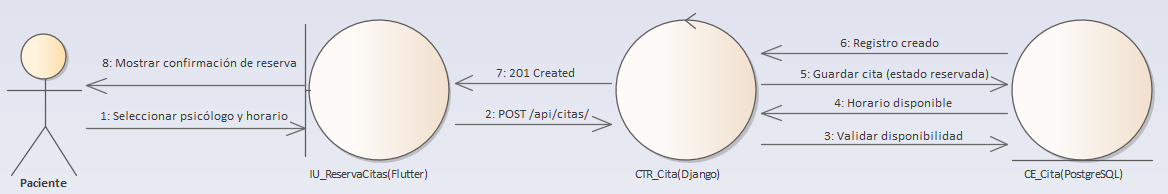 6: Registro creado
8: Mostrar confirmación de reserva
7: 201 Created
5: Guardar cita (estado reservada)
4: Horario disponible
1: Seleccionar psicólogo y horario
2: POST /api/citas/
3: Validar disponibilidad
Paciente
IU_ReservaCitas(Flutter)
CTR_Cita(Django)
CE_Cita(PostgreSQL)